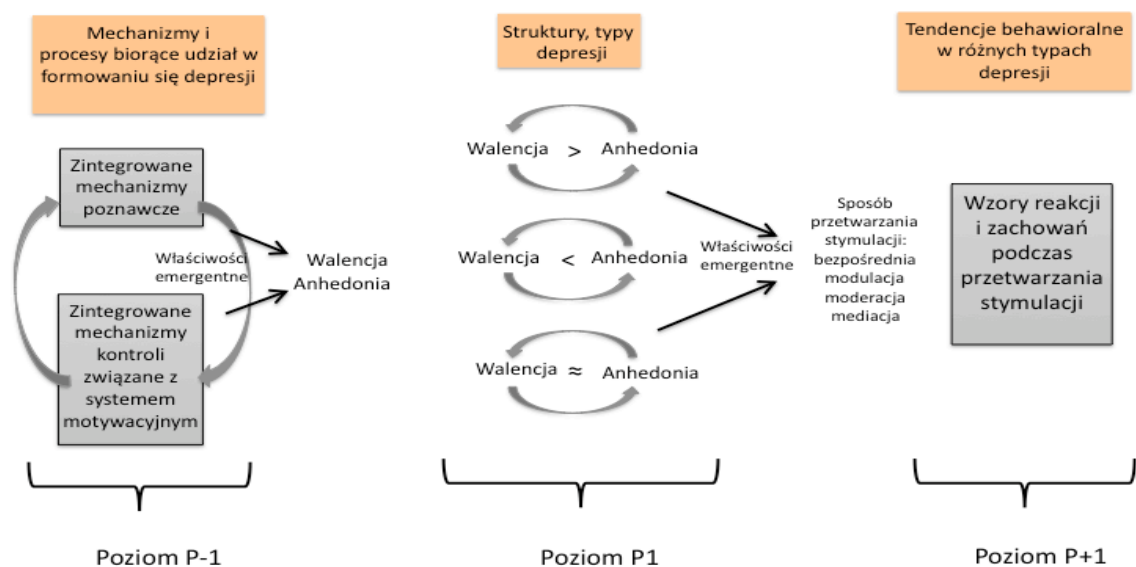 Mechanizmy i
procesy biorące udział w
formowaniu się depresji
Struktury, typy
depresji
Tendencje behawioralne
w różnych typach
depresji
Zintegrowane
mechanizmy
poznawcze
Właściwości
emergentne
Walencja
Anhedonia
Zintegrowane
mechanizmy
kontroli
związane z
systemem
motywacyjnym
Walencja > Anhedonia
Walencja < Anhedonia
Walencja ≈ Anhedonia
Właściwości
emergentne
Sposób
przetwarzania
stymulacji:
bezpośrednia
modulacja
moderacja
mediacja
Wzory reakcji
i zachowań
podczas
przetwarzania
stymulacji
Poziom P-1
Poziom P1
Poziom P+1